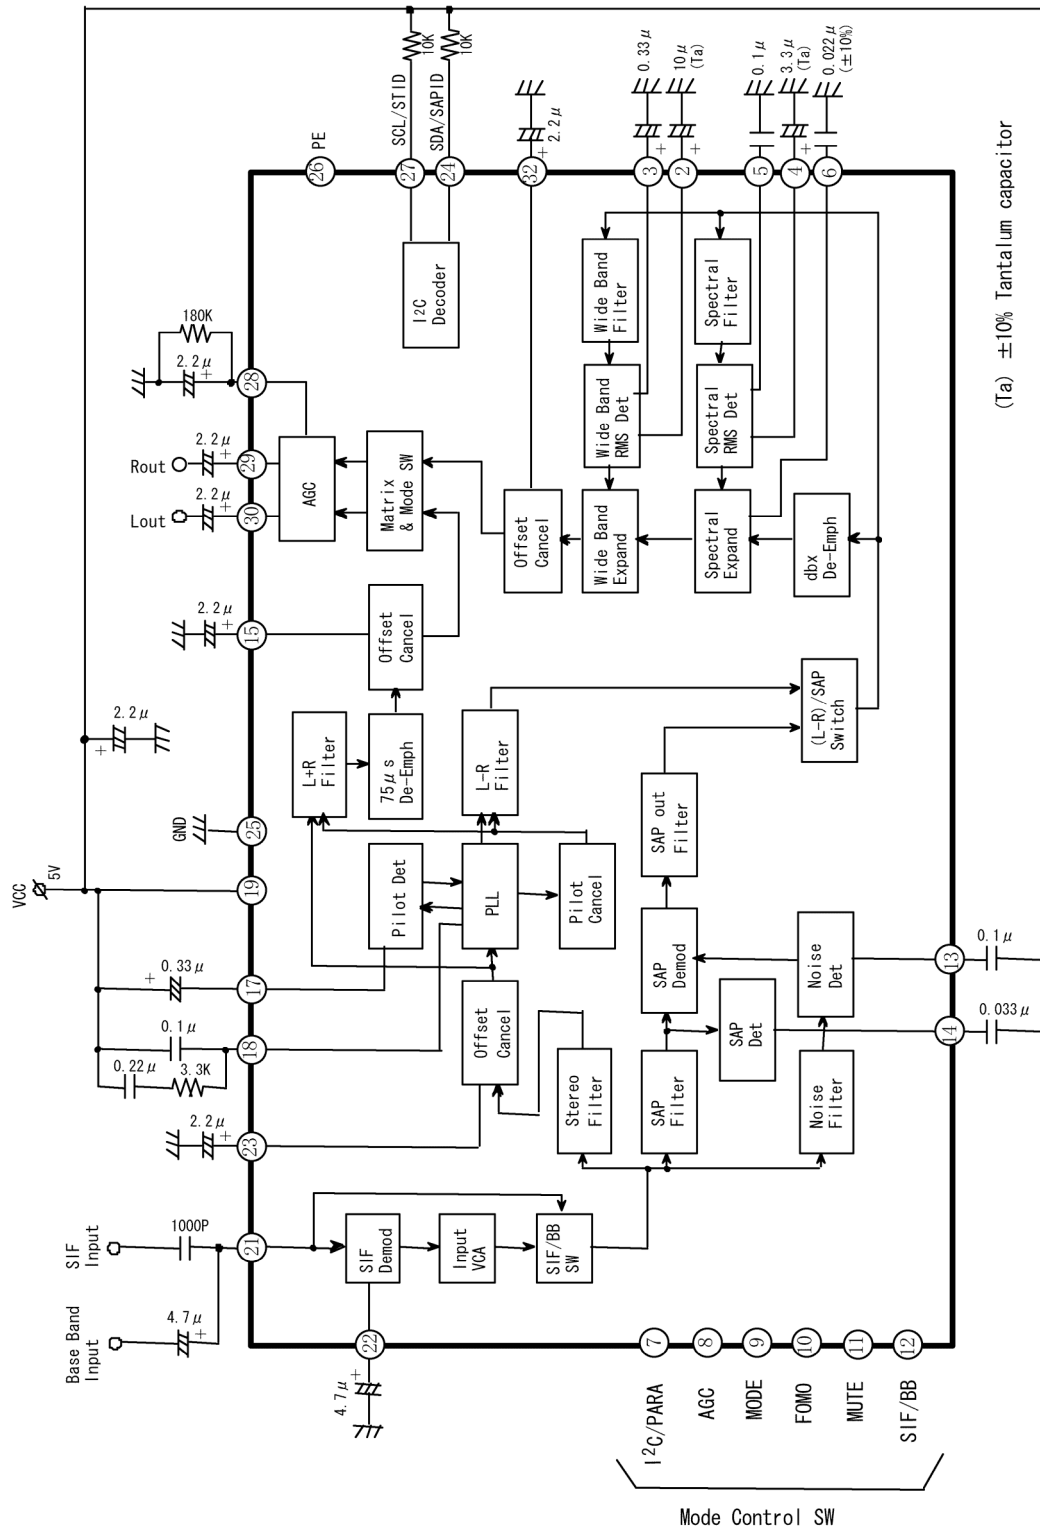 VCC
5V
GND
SIF
Input
Base Band
Input
1000P
4.7μ
+
2.2μ
+
0.22μ
3.3K
0.1μ
0.33μ
+
2.2μ
+
2.2μ
+
Lout
2.2μ
+
Rout
2.2μ
+
2.2μ
+
180K
21
23
18
17
19
25
15
30
29
28
26
PE
27
SCL/STID
10K
24
SDA/SAPID
10K
32
2.2μ
+
3
0.33μ
+
2
10μ
(Ta)
+
5
0.1μ
4
3.3μ
(Ta)
+
6
0.022μ
(±10%)
I2C
Decoder
AGC
Matrix
& Mode SW
Offset
Cancel
L+R
Filter
75μs
De-Emph
L-R
Filter
Pilot Det
PLL
Pilot
Cancel
Offset
Cancel
Stereo
Filter
SIF
Demod
Input
VCA
SIF/BB
SW
SAP
Filter
SAP
Demod
SAP out
Filter
SAP
Det
Noise
Filter
Noise
Det
(L-R)/SAP
Switch
dbx
De-Emph
Spectral
Expand
Wide Band
Expand
Offset
Cancel
Wide Band
RMS Det
Spectral
RMS Det
Wide Band
Filter
Spectral
Filter
22
4.7μ
+
7
8
9
10
11
12
I²C/PARA
AGC
MODE
FOMO
MUTE
SIF/BB
Mode Control SW
14
0.033μ
13
0.1μ
(Ta) ±10% Tantalum capacitor